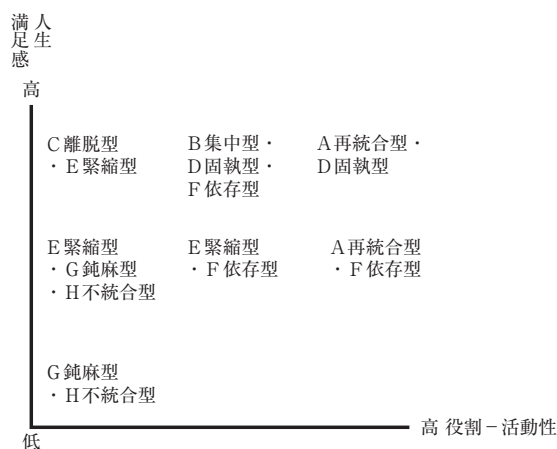 人生
満足感
高
C離脱型
・E緊縮型
B集中型・
D固執型・
F依存型
A再統合型・
D固執型
E緊縮型
・G鈍麻型
・H不統合型
E緊縮型
・F依存型
A再統合型
・F依存型
G鈍麻型
・H不統合型
低
高 役割−活動性